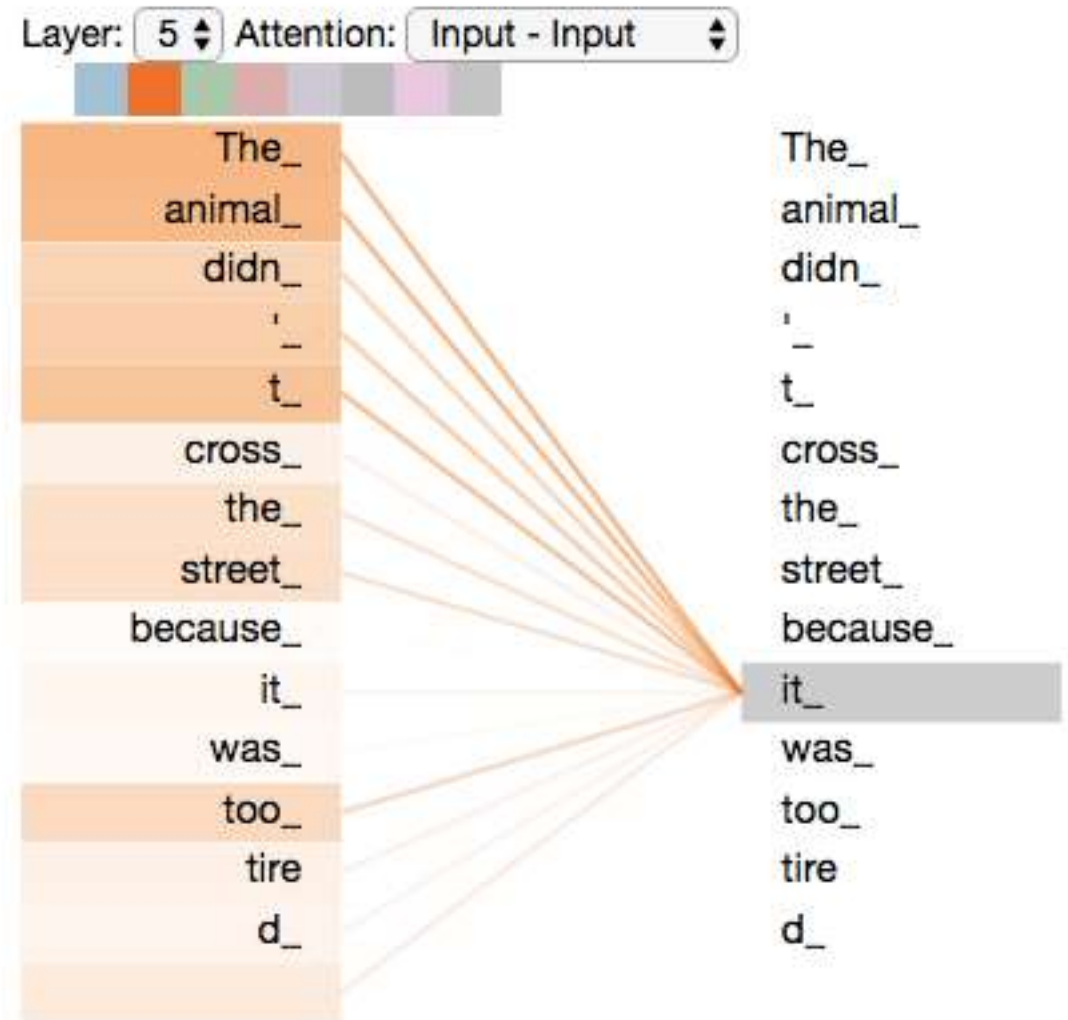 Layer: 5 Attention: Input - Input
The_ The_
animal_ animal_
didn_ didn_
'_ '_
t_ t_
cross_ cross_
the_ the_
street_ street_
because_ because_
it_ it_
was_ was_
too_ too_
tire tire
d_ d_